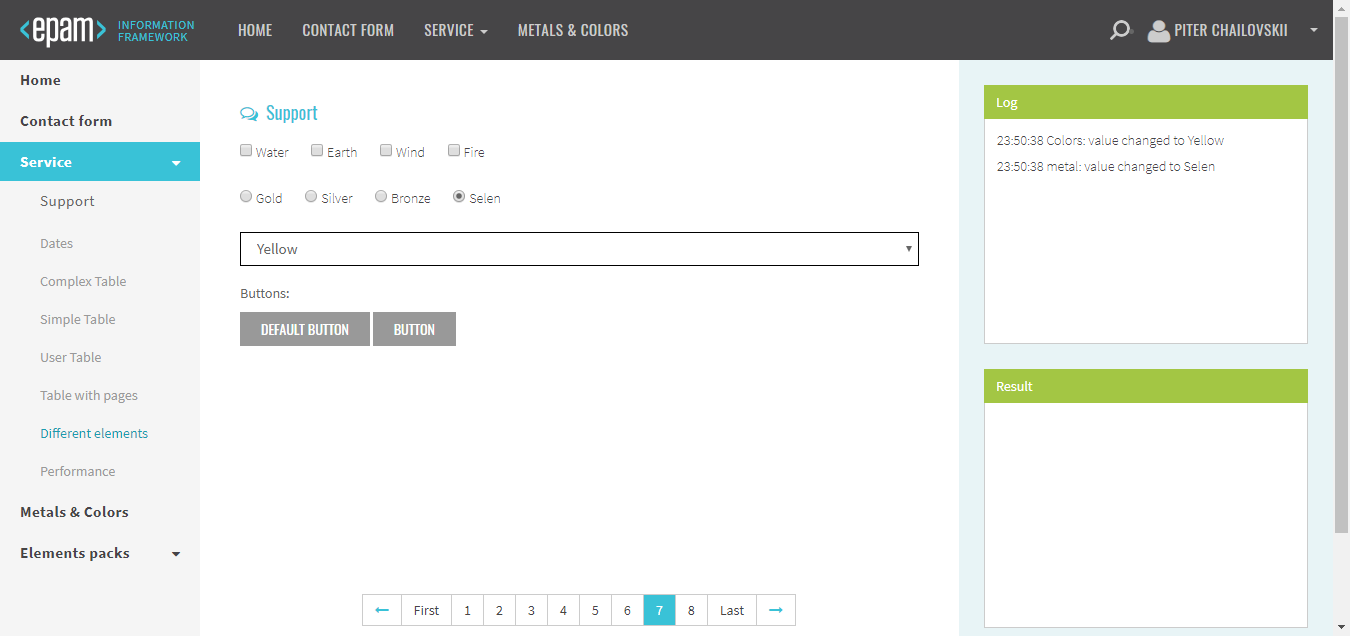 <epam> INFORMATION FRAMEWORK
HOME CONTACT FORM SERVICE METALS & COLORS PITER CHAILOVSKII
Home
Contact form
Service
Support
Dates
Complex Table
Simple Table
User Table
Table with pages
Different elements
Performance
Metals & Colors
Elements packs
Support
Water Earth Wind Fire
Gold Silver Bronze Selen
Yellow
Buttons:
DEFAULT BUTTON BUTTON
First 1 2 3 4 5 6 7 8 Last
Log
23:50:38 Colors: value changed to Yellow
23:50:38 metal: value changed to Selen
Result